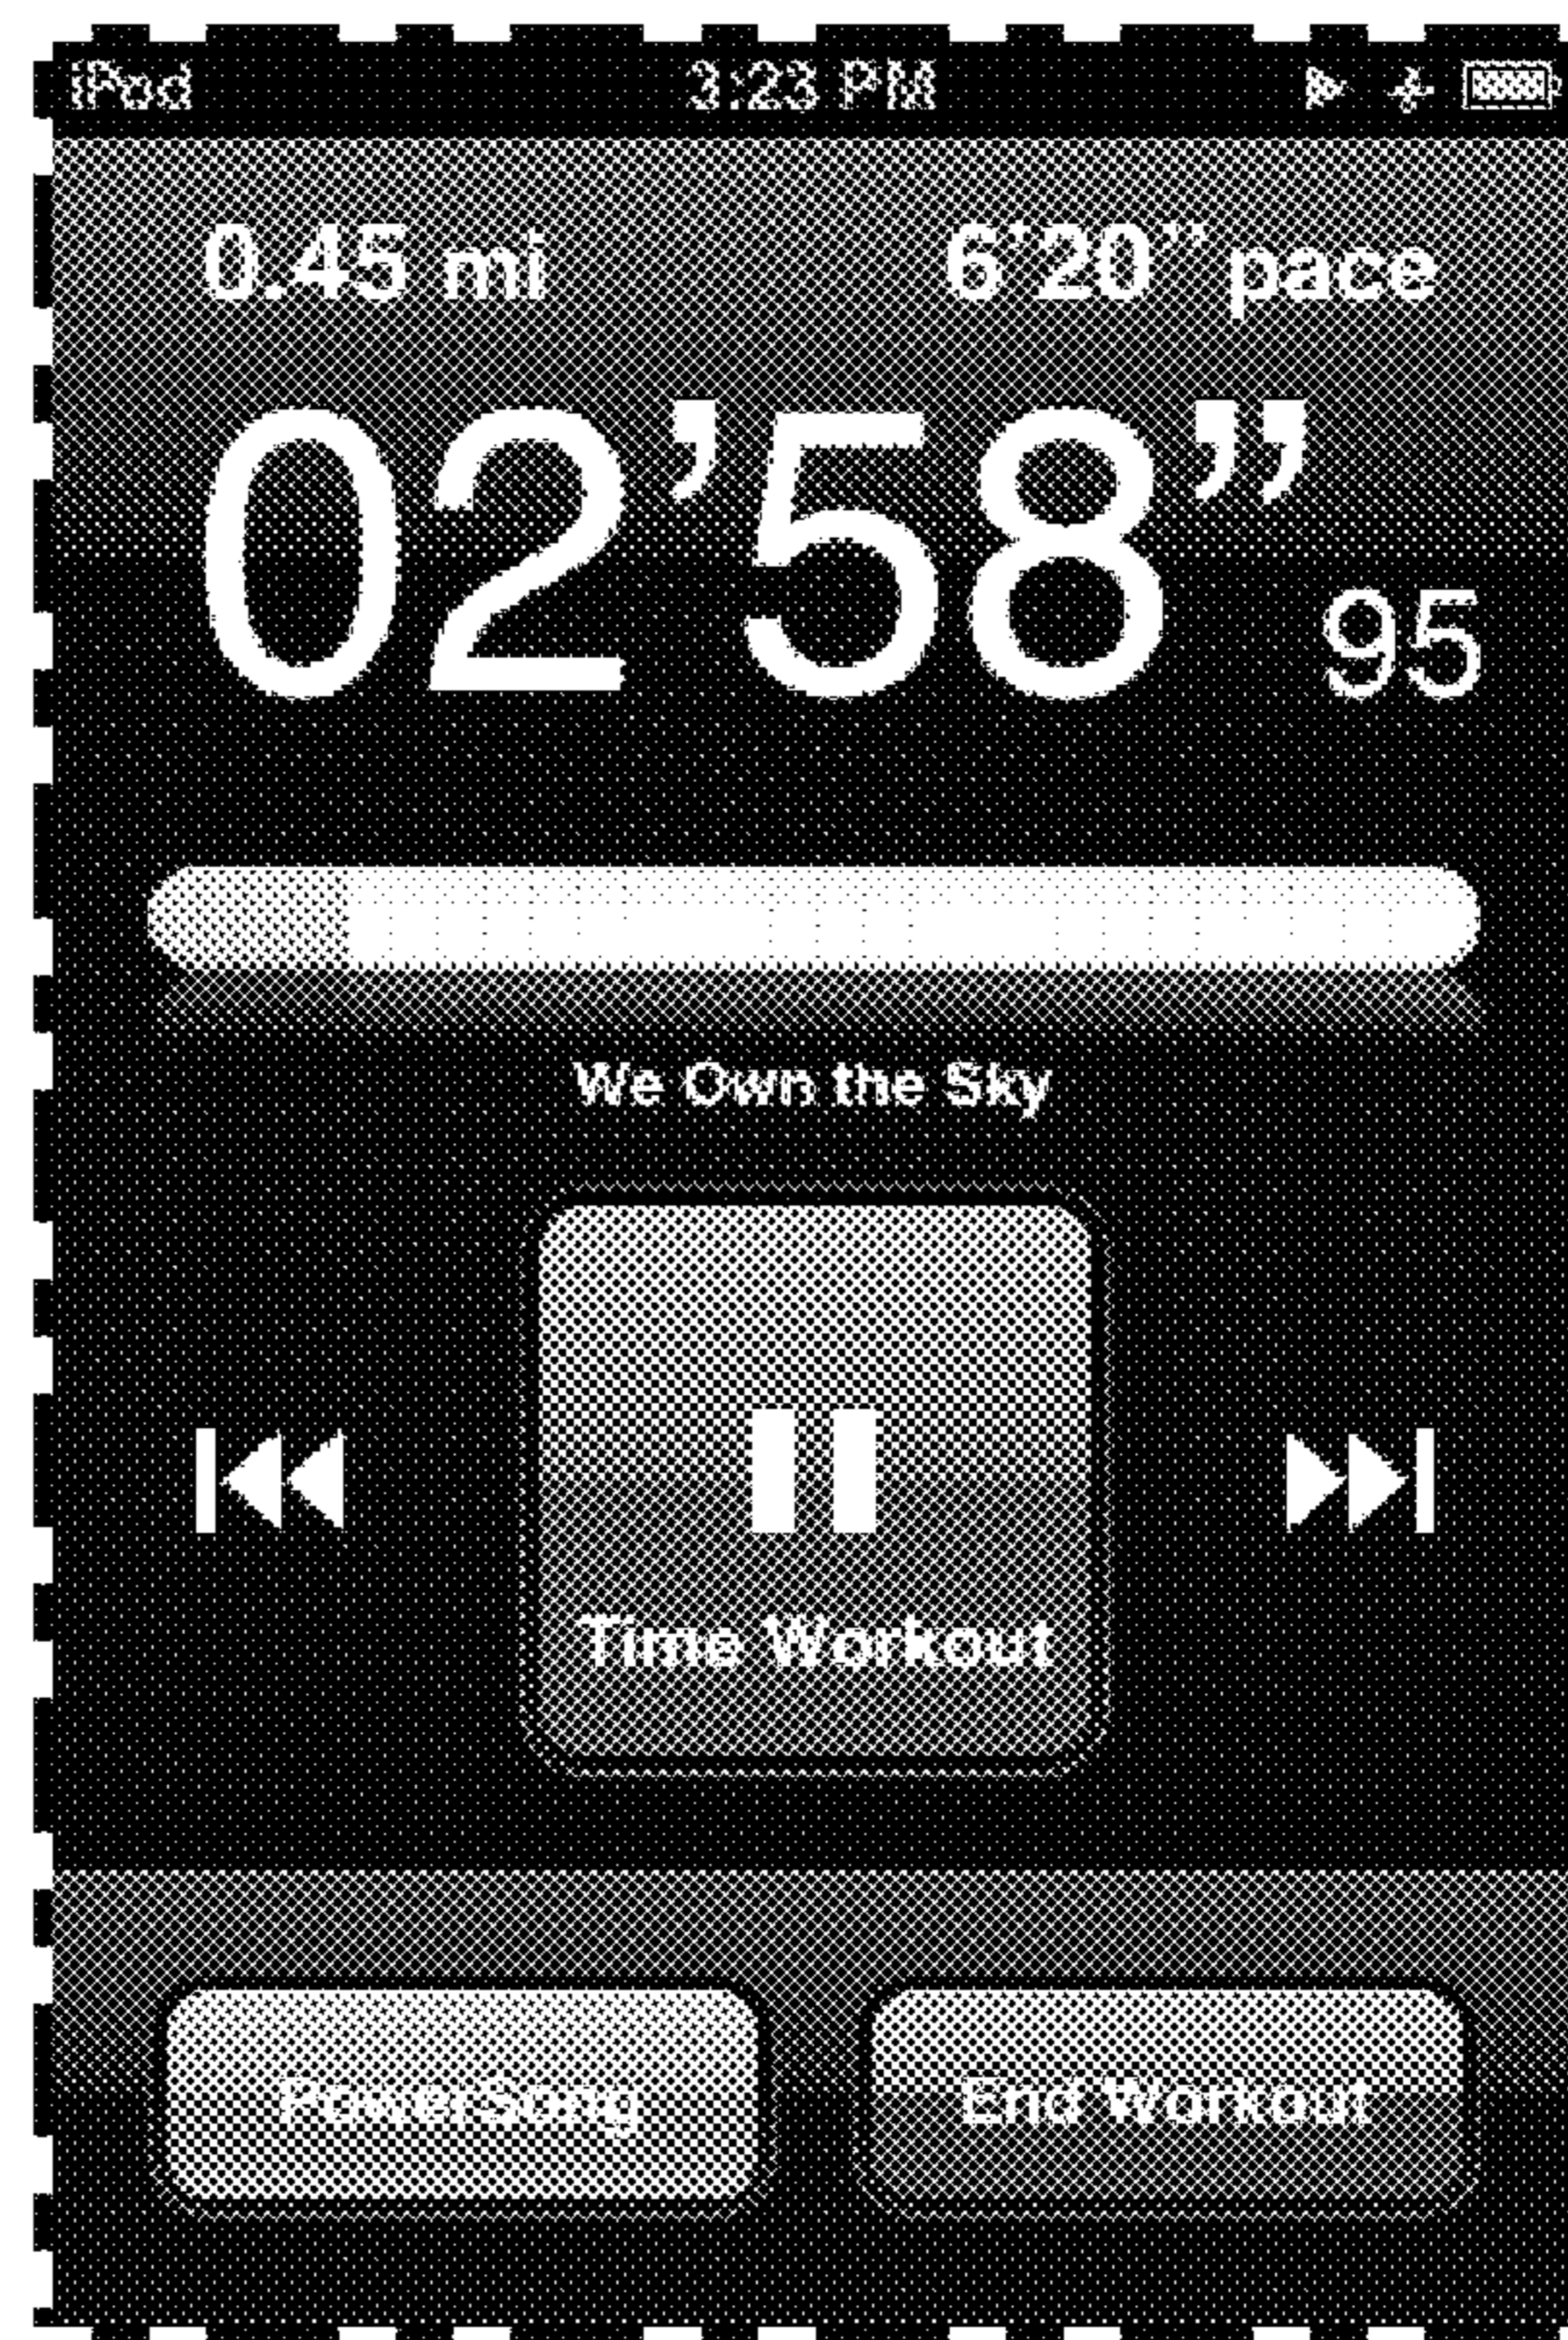 iPod 3:23 PM
0.45 mi 6'20” pace
02’58” 95
We Own the Sky
Time Workout
PowerSong End Workout